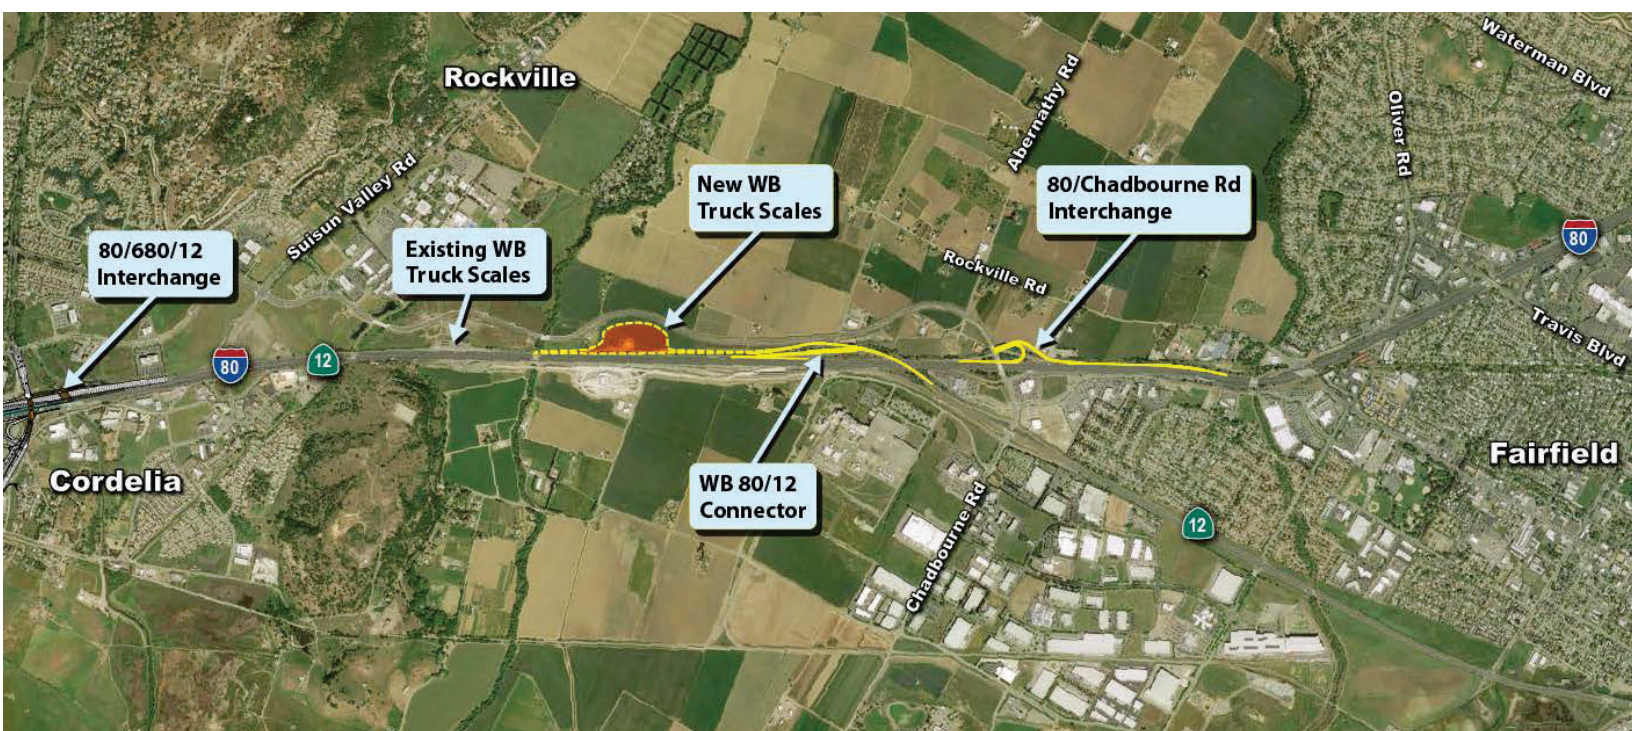 Waterman Blvd
Rockville
Abernathy Rd
Oliver Rd
Suisun Valley Rd
New WB
Truck Scales
80/Chadbourne Rd
Interchange
80/680/12
Interchange
Existing WB
Truck Scales
80
Rockville Rd
Travis Blvd
80
12
Cordelia
WB 80/12
Connector
Fairfield
Chadbourne Rd
12